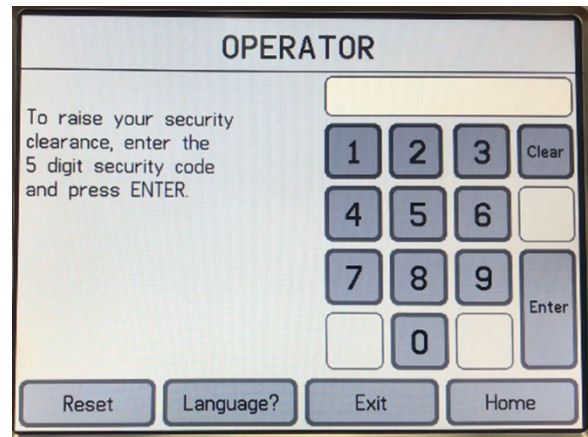 OPERATOR
To raise your security
clearance, enter the
5 digit security code
and press ENTER.
1 2 3 Clear
4 5 6
7 8 9
Enter
0
Reset Language? Exit Home